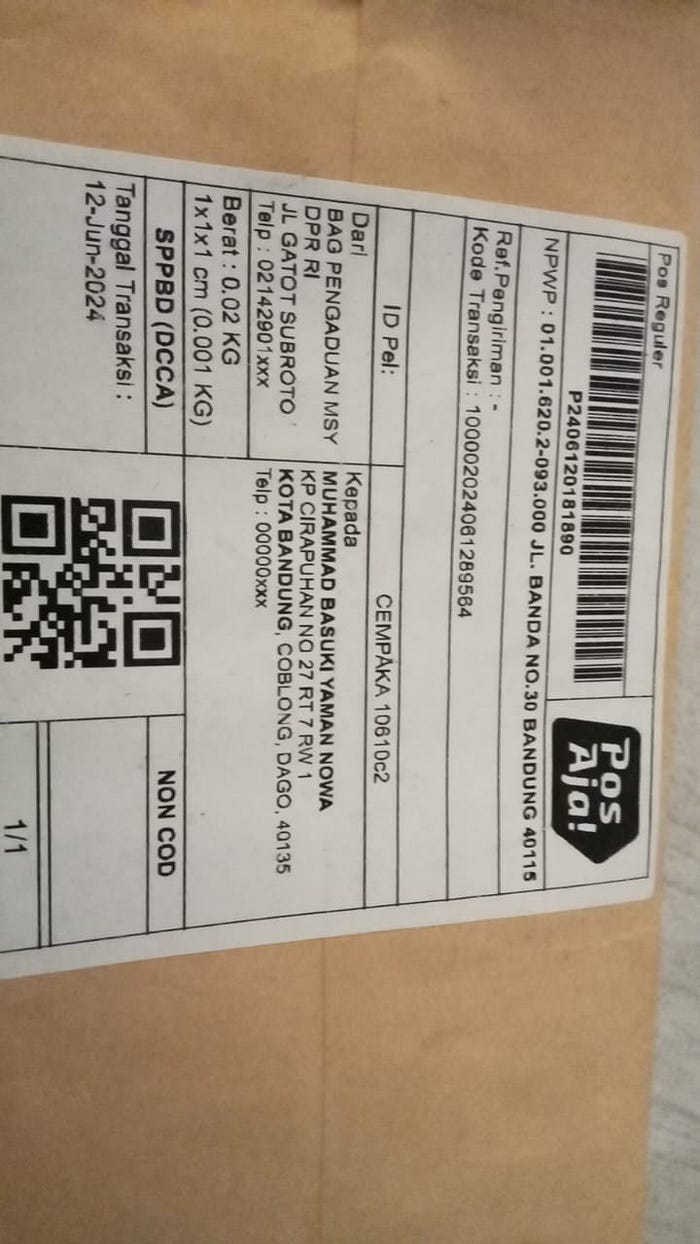 Pos Reguler
P2406120181890
Pos
Aja!
NPWP : 01.001.620.2-093.000 JL. BANDA NO.30 BANDUNG 40115
Ref.Pengiriman : -
Kode Transaksi : 100002024061289564
ID Pel:
CEMPAKA 10610c2
Dari
BAG PENGADUAN MSY
DPR RI
JL GATOT SUBROTO
Telp : 02142901xxx
Kepada
MUHAMMAD BASUKI YAMAN NOWA
KP CIRAPUHAN NO 27 RT 7 RW 1
KOTA BANDUNG, COBLONG, DAGO, 40135
Telp : 00000xxx
Berat : 0.02 KG
1x1x1 cm (0.001 KG)
SPPBD (DCCA)
NON COD
Tanggal Transaksi :
12-Jun-2024
1/1